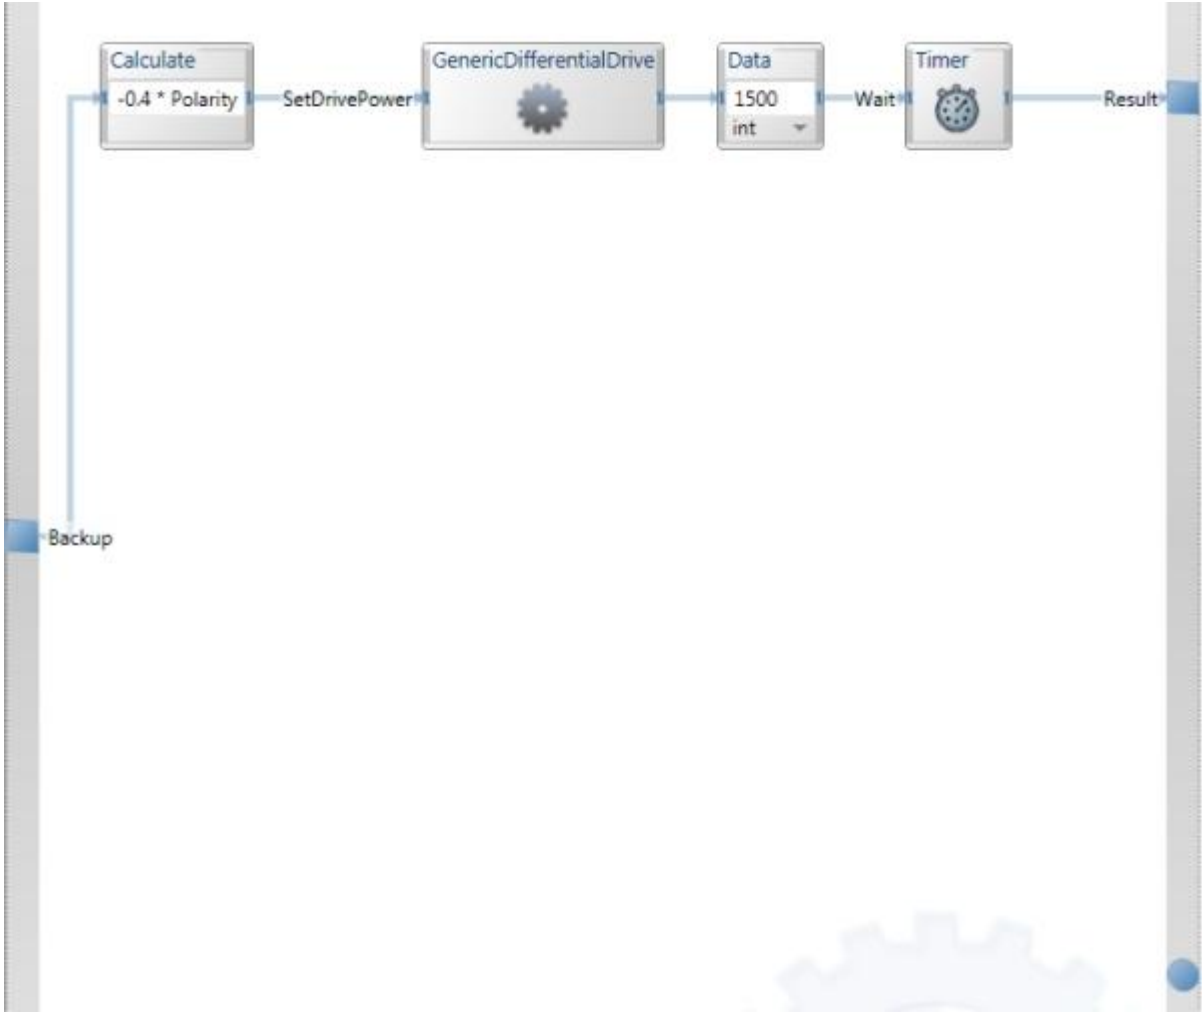 Calculate
-0.4 * Polarity
SetDrivePower
GenericDifferentialDrive
Data
1500
int
Wait
Timer
Result
Backup